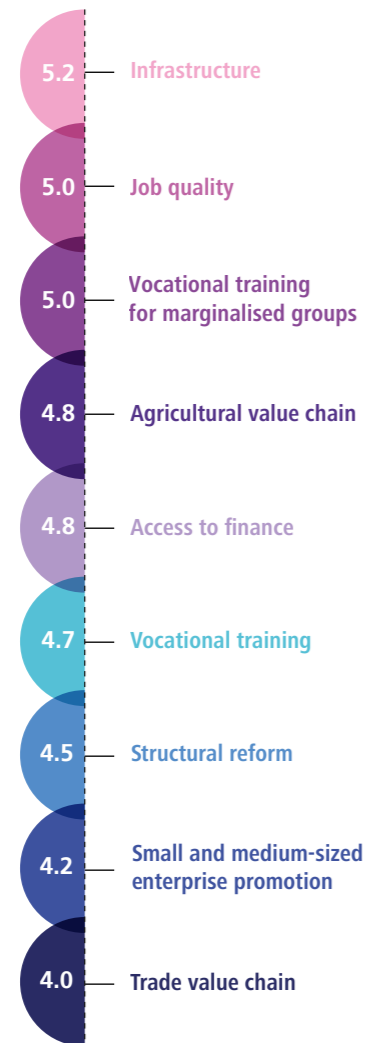 5.2 Infrastructure
5.0 Job quality
5.0 Vocational training
for marginalised groups
4.8 Agricultural value chain
4.8 Access to finance
4.7 Vocational training
4.5 Structural reform
4.2 Small and medium-sized
enterprise promotion
4.0 Trade value chain